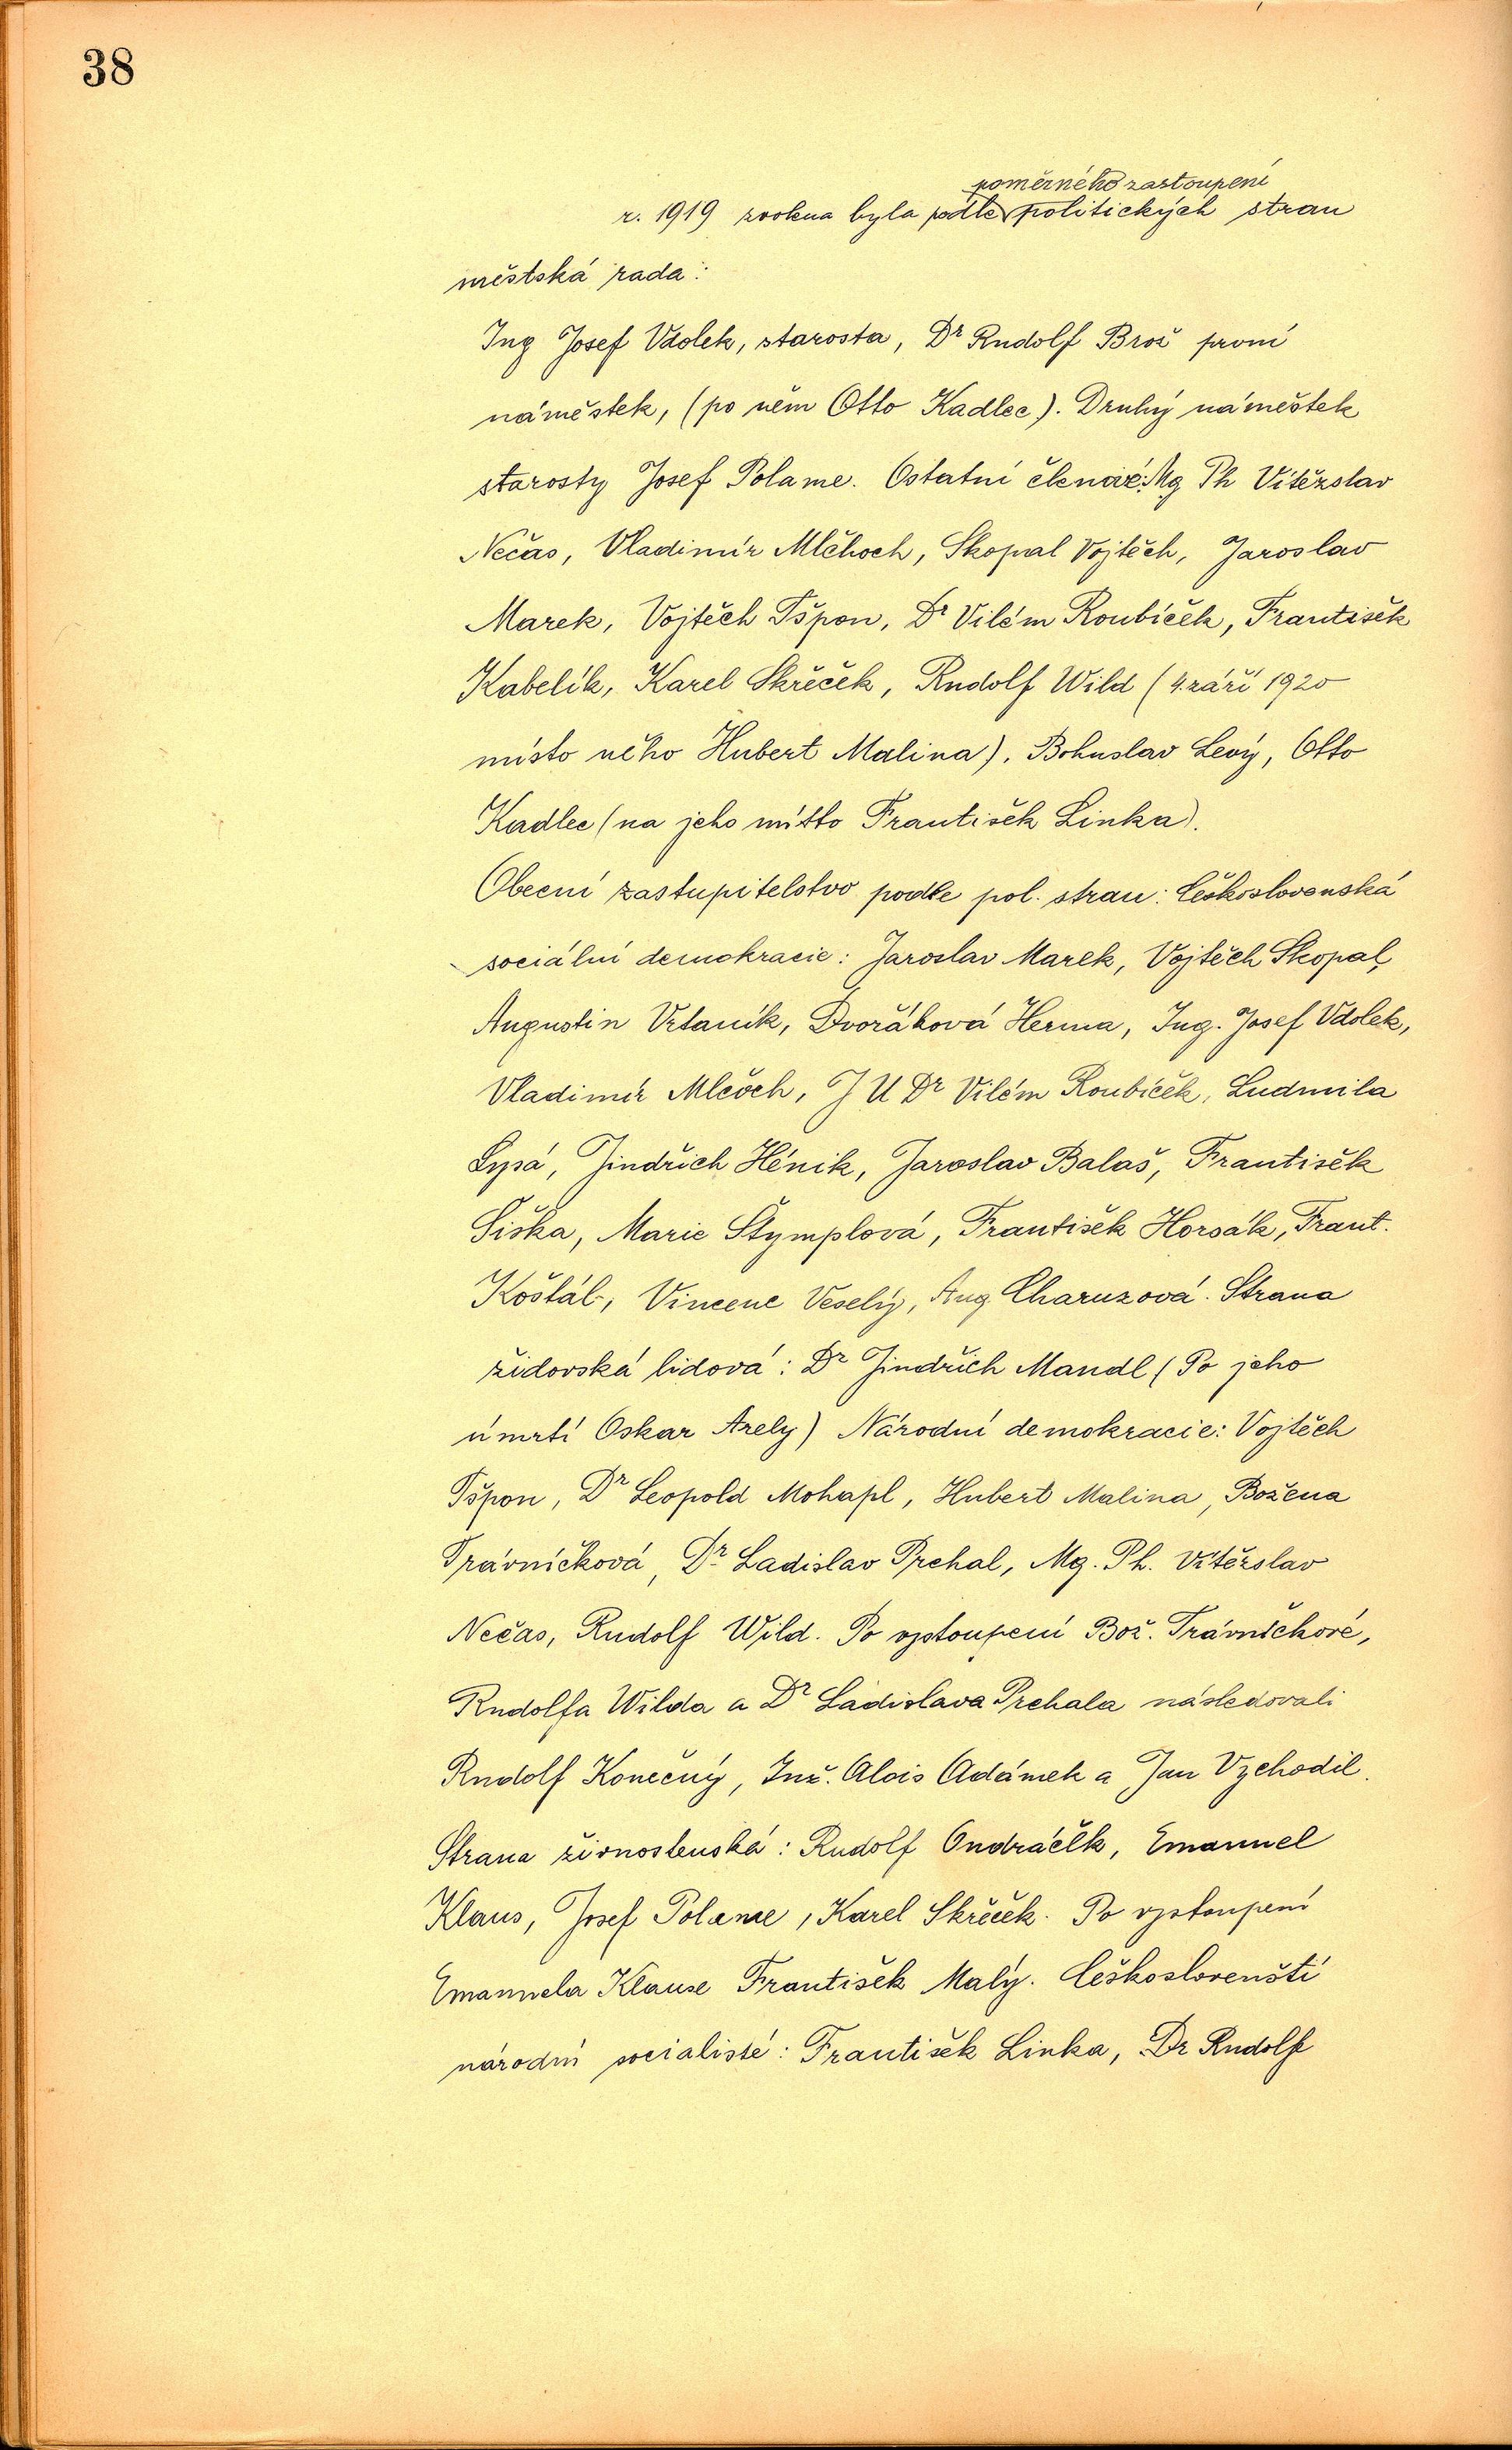 38
poměrného zastoupení
r. 1919 zvolena byla podle politických stran
městská rada:
Ing Josef Vdolek, starosta, Dr Rudolf Brož první
náměstek, (po něm Otto Kadlec). Druhý náměstek
starosty Josef Polame. Ostatní členové: Mg Ph Vítězslav
Nečas, Vladimír Mlčhoch, Skopal Vojtěch, Jaroslav
Marek, Vojtěch Tšpon, Dr Vilém Roubíček, František
Kabelík, Karel Skřeček, Rudolf Wild (4. září 1920
místo něho Hubert Malina), Bohuslav Levý, Otto
Kadlec (na jeho místo František Linka).
Obecní zastupitelstvo podle pol. stran: Československá
sociální demokracie: Jaroslav Marek, Vojtěch Skopal,
Augustin Vrtaník, Dvořáková Herma, Ing. Josef Vdolek,
Vladimír Mlčoch, J U Dr Vilém Roubíček, Ludmila
Lysá, Jindřich Hénik, Jaroslav Balaš, František
Šiška, Marie Štymplová, František Horsák, Frant.
Košťál, Vincenc Veselý, Aug. Charuzová. Strana
židovská lidová: Dr Jindřich Mandl (Po jeho
úmrtí Oskar Arely) Národní demokracie: Vojtěch
Tšpon, Dr Leopold Mohapl, Hubert Malina, Božena
Trávníčková, Dr. Ladislav Přehal, Mg. Ph. Vítězslav
Nečas, Rudolf Wild. Po vystoupení Bož. Trávníčkové,
Rudolfa Wilda a Dr Ladislava Prehala následovali
Rudolf Konečný, Inž. Alois Adámek a Jan Vychodil.
Strana živnostenská: Rudolf Ondráček, Emanuel
Klaus, Josef Polame, Karel Skřeček. Po vystoupení
Emanuela Klause František Malý. Českoslovenští
národní socialisté: František Linka, Dr Rudolf